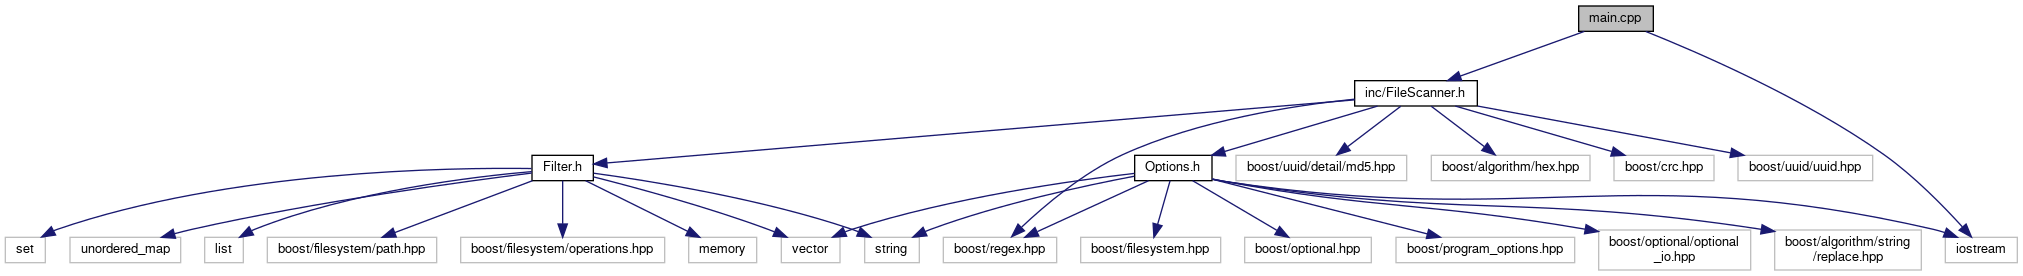 main.cpp
inc/FileScanner.h
Filter.h
Options.h
boost/uuid/detail/md5.hpp
boost/algorithm/hex.hpp
boost/crc.hpp
boost/uuid/uuid.hpp
set
unordered_map
list
boost/filesystem/path.hpp
boost/filesystem/operations.hpp
memory
vector
string
boost/regex.hpp
boost/filesystem.hpp
boost/optional.hpp
boost/program_options.hpp
boost/optional/optional
_io.hpp
boost/algorithm/string
/replace.hpp
iostream